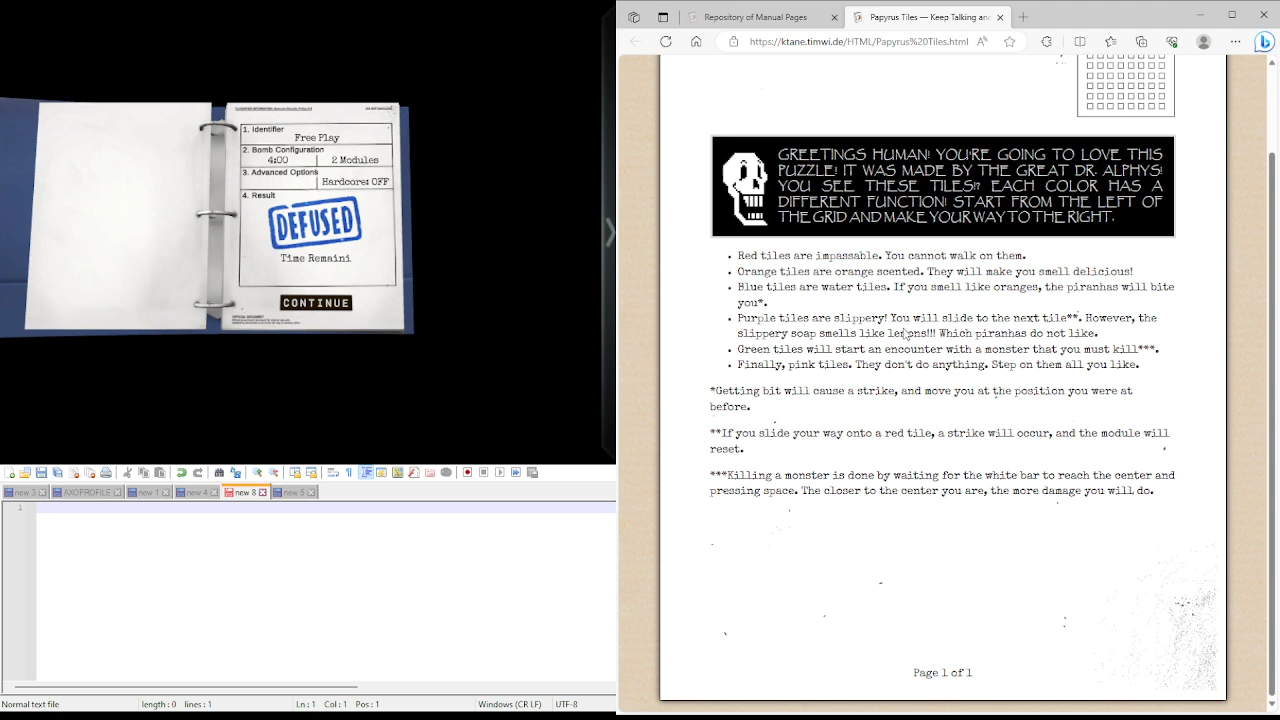 1. Identifier
Free Play
2. Bomb Configuration
4:00
2 Modules
3. Advanced Options
Hardcore: OFF
4. Result
DEFUSED
Time Remaini
CONTINUE
new 3
AXOPROFILE
new 1
new 4
new 8
new 5
1
Normal text file
length : 0 lines : 1
Ln : 1 Col : 1 Pos : 1
Windows (CR LF)
UTF-8
Repository of Manual Pages
Papyrus Tiles — Keep Talking and
https://ktane.timwi.de/HTML/Papyrus%20Tiles.html
GREETINGS HUMAN! YOU'RE GOING TO LOVE THIS
PUZZLE! IT WAS MADE BY THE GREAT DR. ALPHYS!
YOU SEE THESE TILES!? EACH COLOR HAS A
DIFFERENT FUNCTION! START FROM THE LEFT OF
THE GRID AND MAKE YOUR WAY TO THE RIGHT.
• Red tiles are impassable. You cannot walk on them.
• Orange tiles are orange scented. They will make you smell delicious!
• Blue tiles are water tiles. If you smell like oranges, the piranhas will bite
you*.
• Purple tiles are slippery! You will slide to the next tile**. However, the
slippery soap smells like lemons!!! Which piranhas do not like.
• Green tiles will start an encounter with a monster that you must kill***.
• Finally, pink tiles. They don't do anything. Step on them all you like.
*Getting bit will cause a strike, and move you at the position you were at
before.
**If you slide your way onto a red tile, a strike will occur, and the module will
reset.
***Killing a monster is done by waiting for the white bar to reach the center and
pressing space. The closer to the center you are, the more damage you will do.
Page 1 of 1